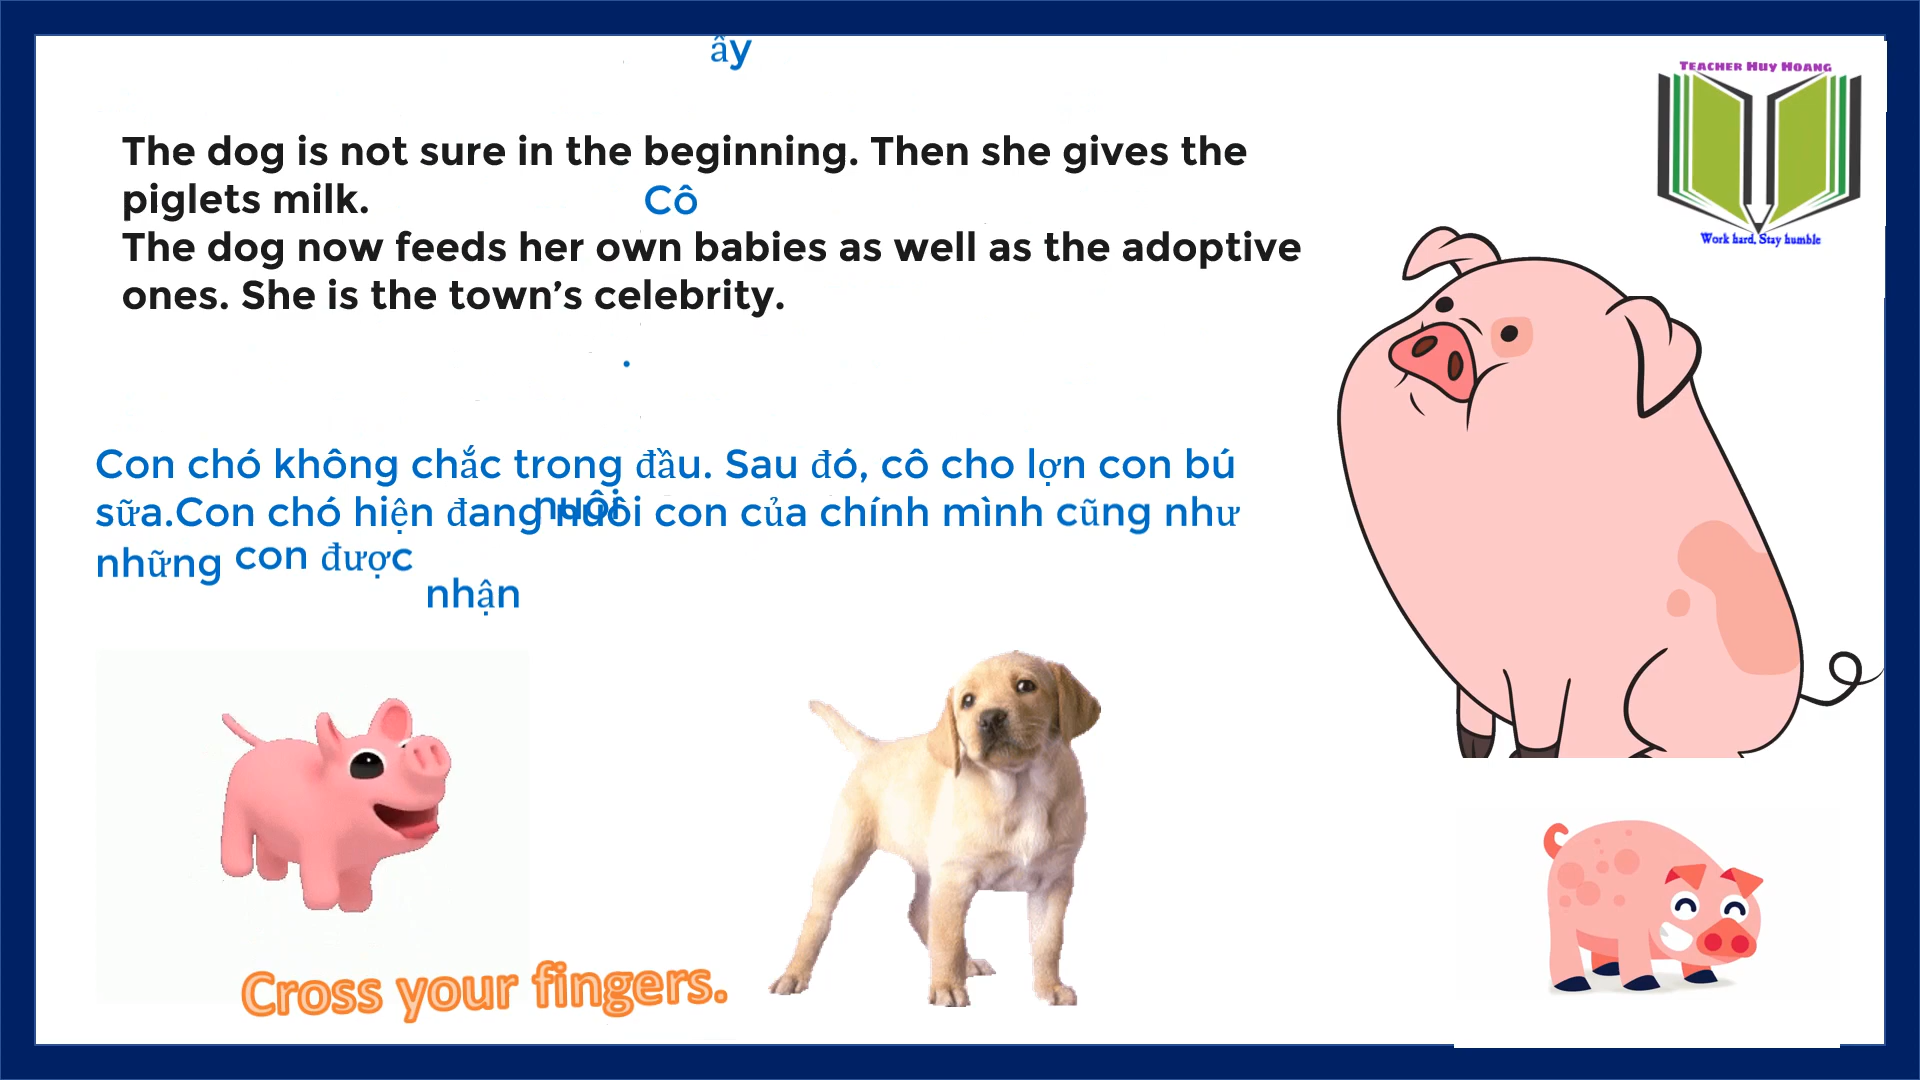 ấy
TEACHER HUY HOANG
The dog is not sure in the beginning. Then she gives the
piglets milk.
Cô
The dog now feeds her own babies as well as the adoptive
ones. She is the town’s celebrity.
Work hard, Stay humble
.
Con chó không chắc trong đầu. Sau đó, cô cho lợn con bú
sữa.Con chó hiện đang nuôi con của chính mình cũng như
nuôi
những con được
nhận
Cross your fingers.